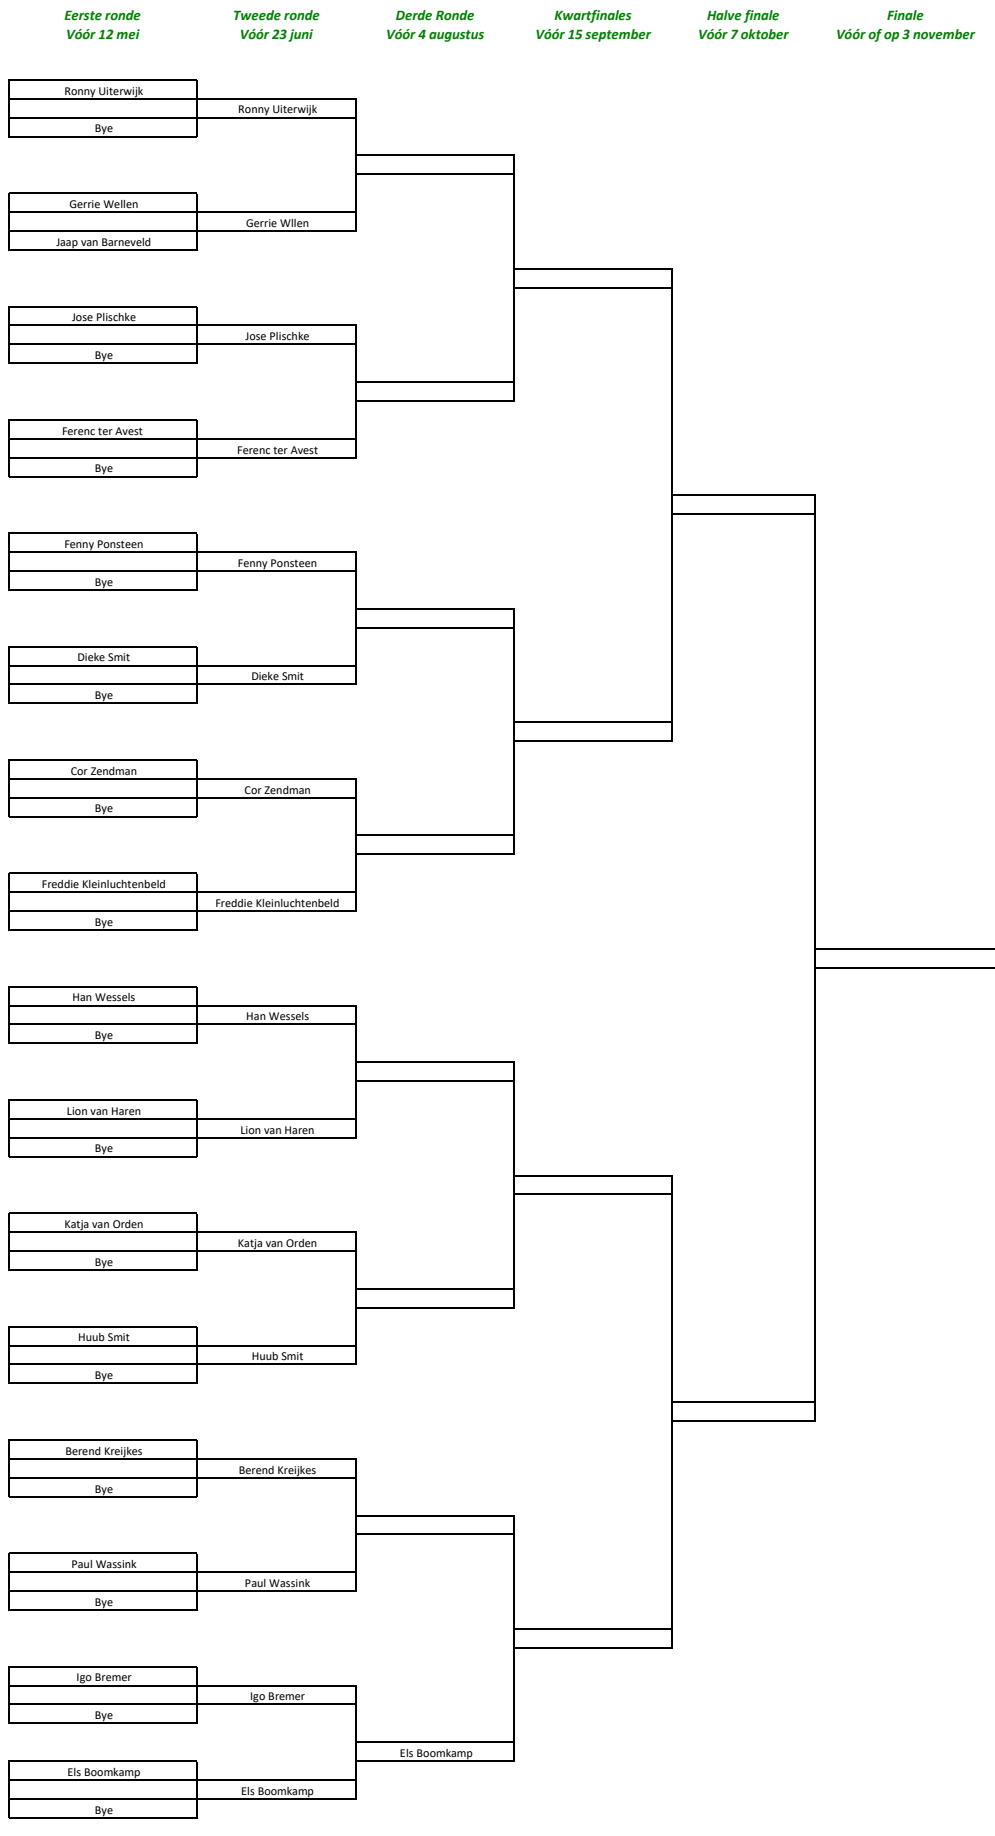 Eerste ronde Tweede ronde Derde Ronde Kwartfinales Halve finale Finale
Vóór 12 mei Vóór 23 juni Vóór 4 augustus Vóór 15 september Vóór 7 oktober Vóór of op 3 november
Ronny Uiterwijk
Ronny Uiterwijk
Bye
Gerrie Wellen
Gerrie Wllen
Jaap van Barneveld
Jose Plischke
Jose Plischke
Bye
Ferenc ter Avest
Ferenc ter Avest
Bye
Fenny Ponsteen
Fenny Ponsteen
Bye
Dieke Smit
Dieke Smit
Bye
Cor Zendman
Cor Zendman
Bye
Freddie Kleinluchtenbeld
Freddie Kleinluchtenbeld
Bye
Han Wessels
Han Wessels
Bye
Lion van Haren
Lion van Haren
Bye
Katja van Orden
Katja van Orden
Bye
Huub Smit
Huub Smit
Bye
Berend Kreijkes
Berend Kreijkes
Bye
Paul Wassink
Paul Wassink
Bye
Igo Bremer
Igo Bremer
Bye
Els Boomkamp
Els Boomkamp
Els Boomkamp
Bye